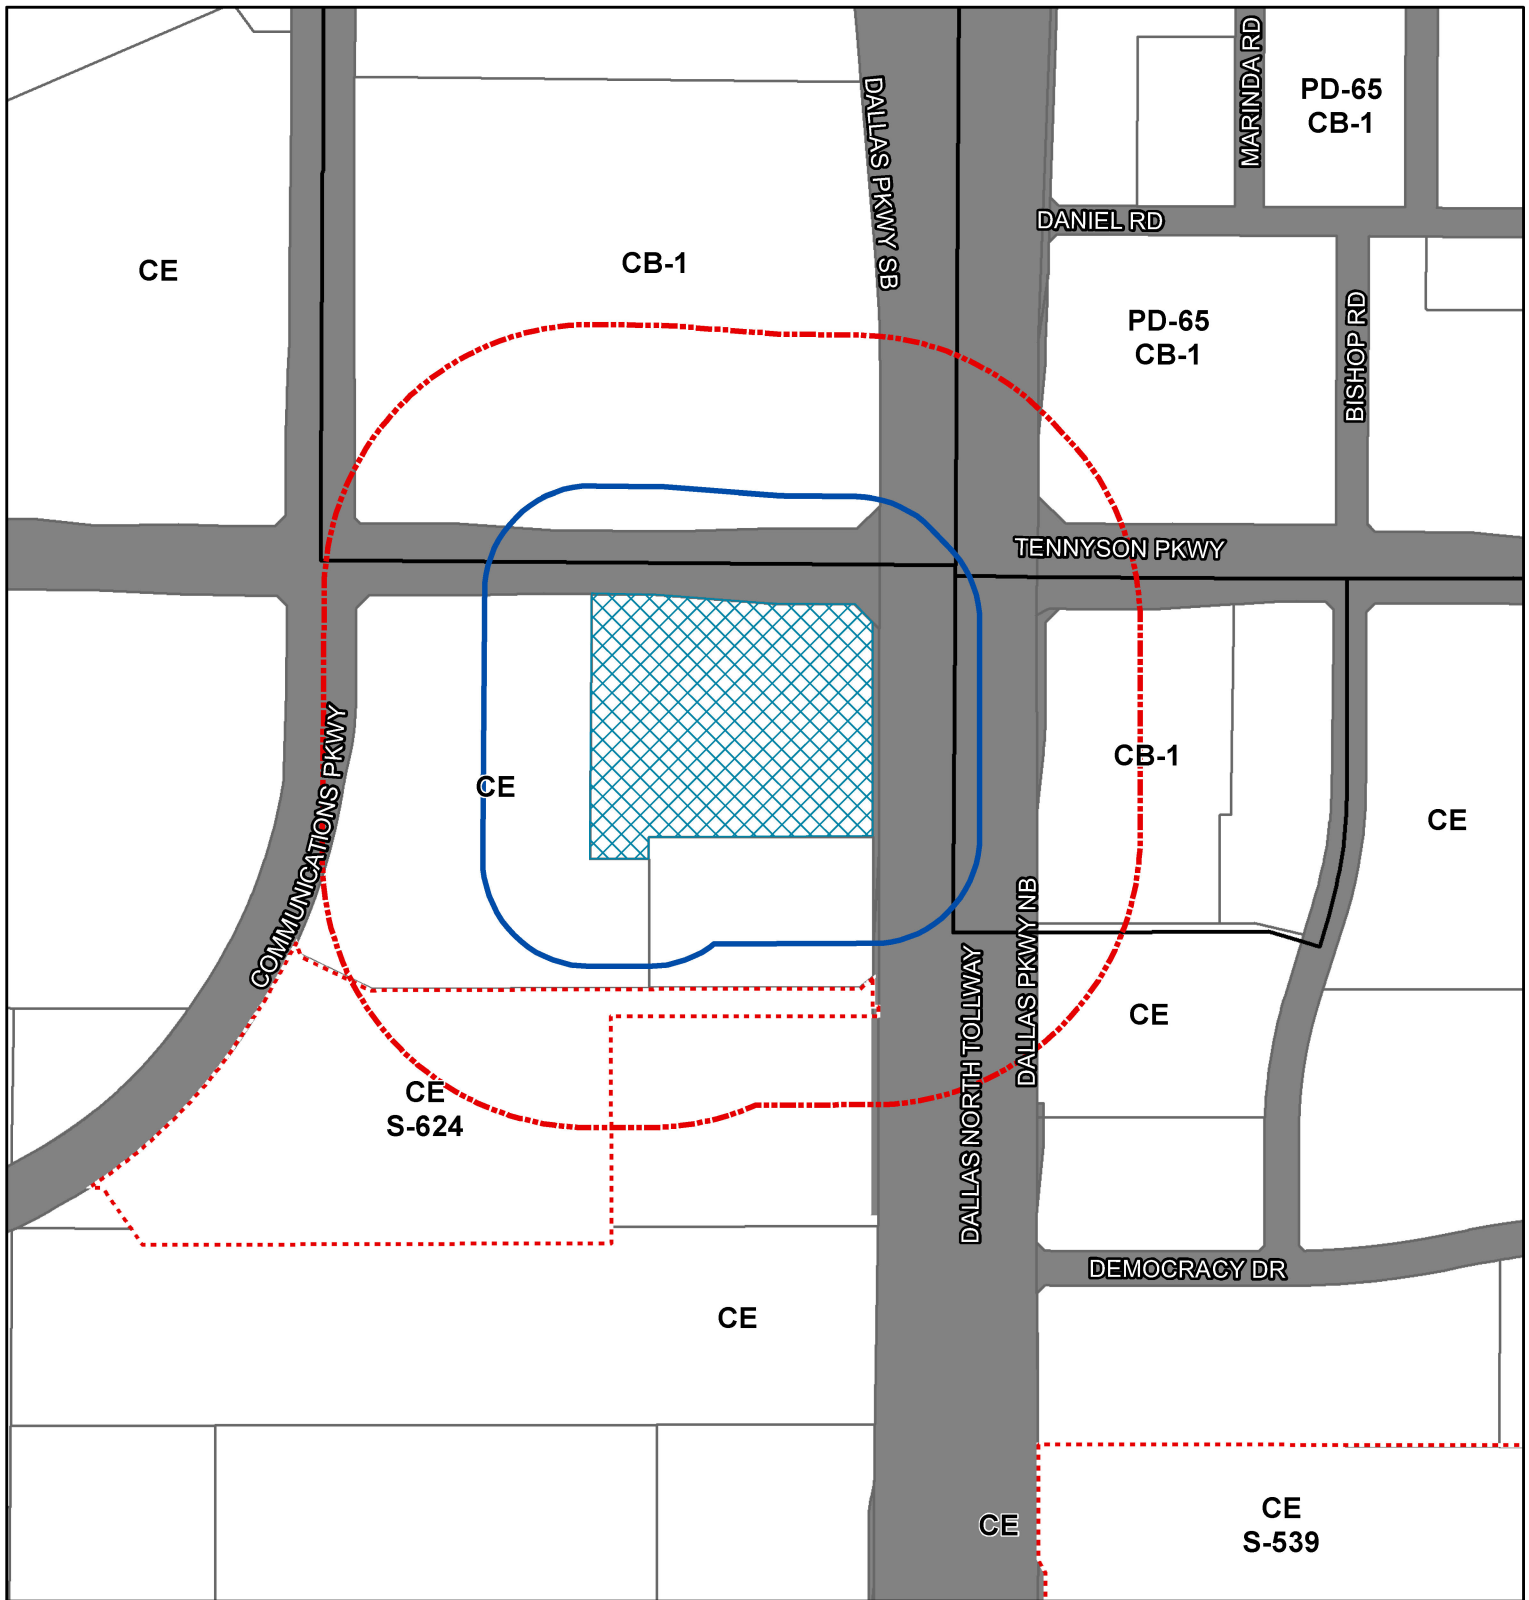 MARINDA RD
PD-65
CB-1
DALLAS PKWY SB
DANIEL RD
CE
CB-1
PD-65
CB-1
BISHOP RD
TENNYSON PKWY
CB-1
CE
CE
COMMUNICATIONS PKWY
DALLAS PKWY NB
DALLAS NORTH TOLLWAY
CE
CE
S-624
DEMOCRACY DR
CE
CE
CE
S-539